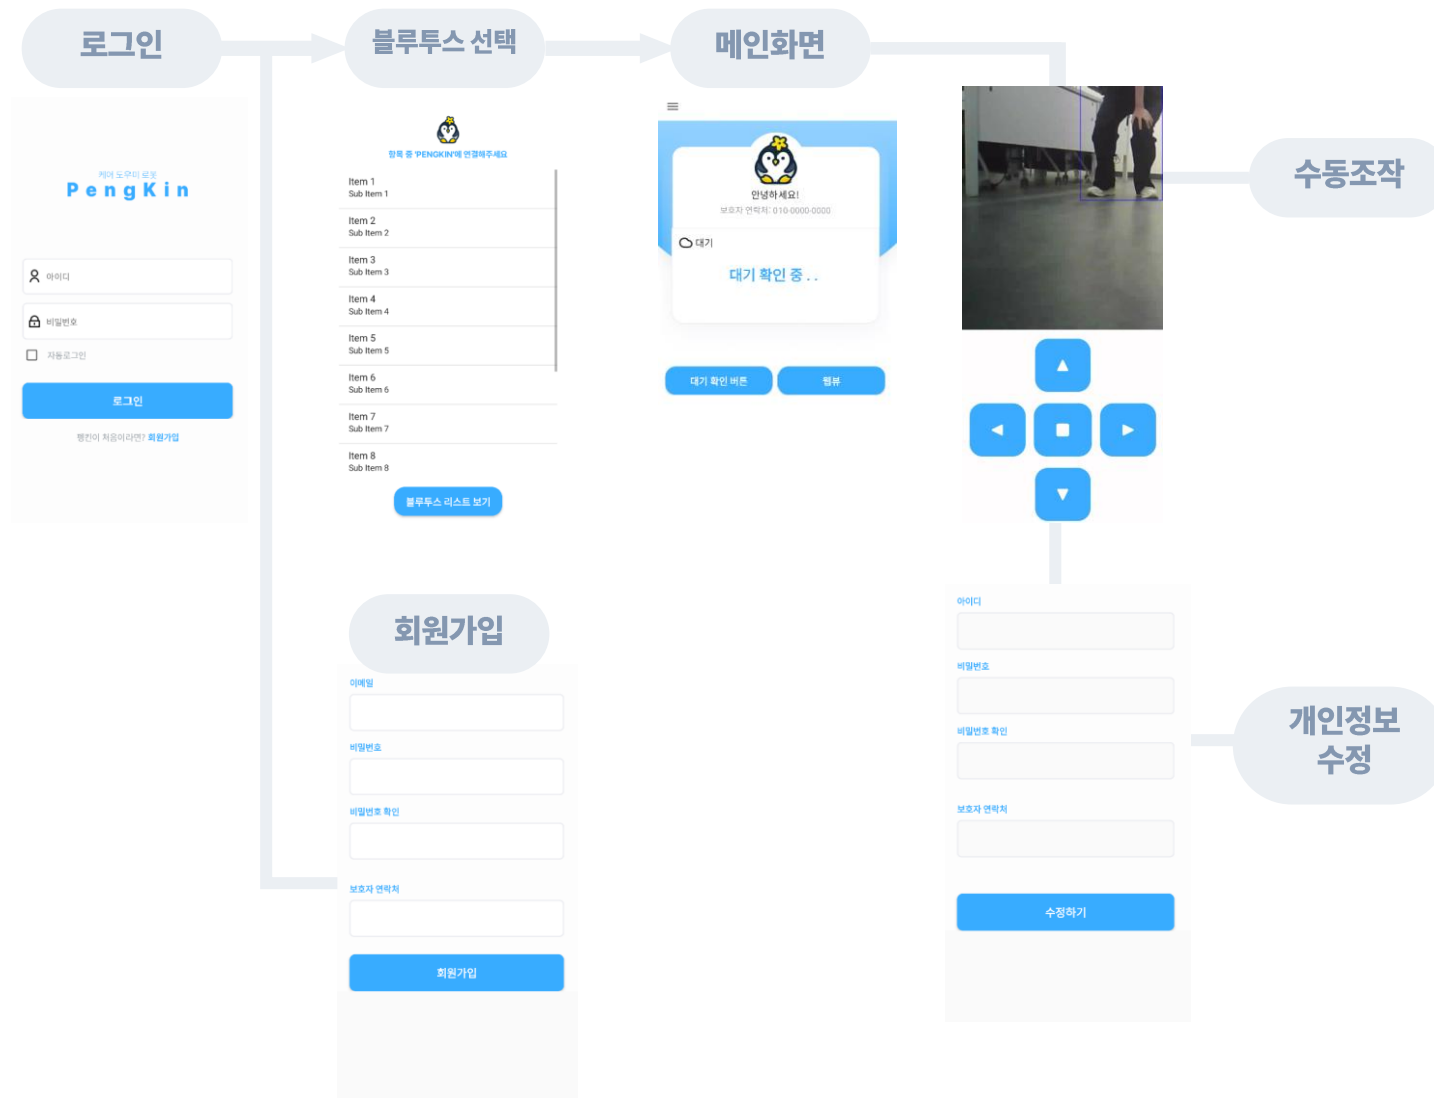 로그인
블루투스 선택
메인화면
수동조작
케어 도우미 로봇
PengKin
아이디
비밀번호
자동로그인
로그인
펭킨이 처음이라면? 회원가입
항목 중 'PENGKIN'에 연결해주세요
Item 1
Sub Item 1
Item 2
Sub Item 2
Item 3
Sub Item 3
Item 4
Sub Item 4
Item 5
Sub Item 5
Item 6
Sub Item 6
Item 7
Sub Item 7
Item 8
Sub Item 8
블루투스 리스트 보기
안녕하세요!
보호자 연락처: 010-0000-0000
대기
대기 확인 중 . .
대기 확인 버튼
웹뷰
회원가입
이메일
비밀번호
비밀번호 확인
보호자 연락처
회원가입
아이디
비밀번호
비밀번호 확인
보호자 연락처
수정하기
개인정보
수정